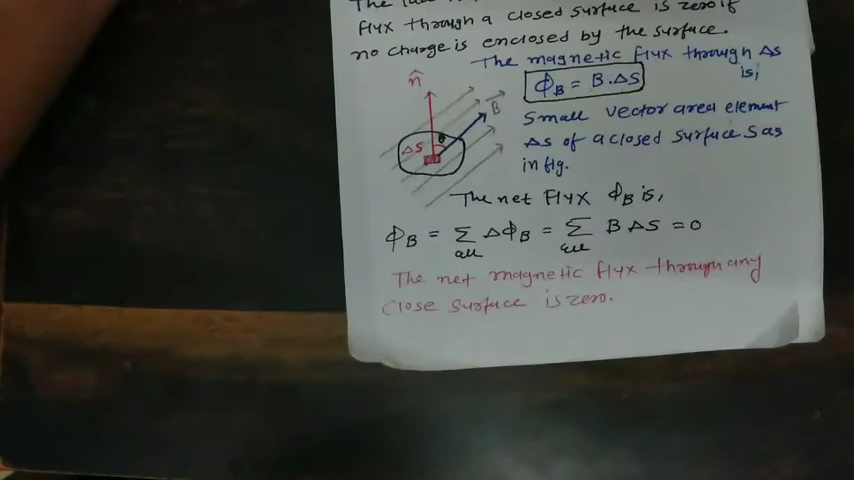 The law
flux through a closed surface is zero if
no charge is enclosed by the surface.
The magnetic flux through ΔS
is,
n̂
ϕB = B.ΔS
B
θ
ΔS
Small vector area element
ΔS of a closed surface S as
in fig.
The net Flux ϕB is,
ϕB = Σ ΔϕB = Σ B ΔS = 0
all
all
The net magnetic flux through any
close surface is zero.